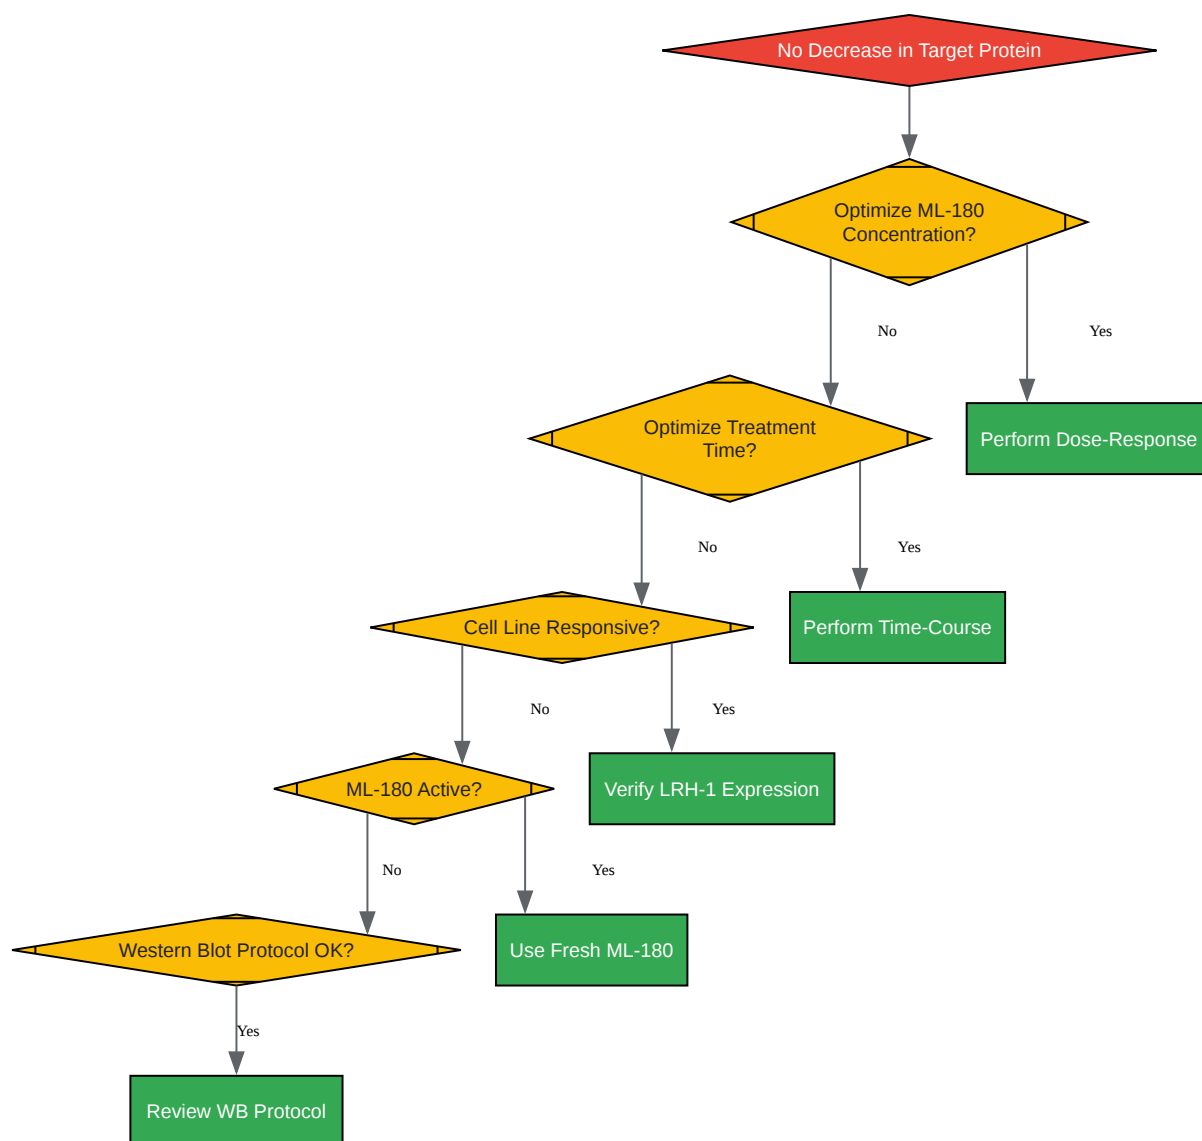 No Decrease in Target Protein
Optimize ML-180
Concentration?
No
Yes
Optimize Treatment
Time?
Perform Dose-Response
No
Yes
Cell Line Responsive?
Perform Time-Course
No
Yes
ML-180 Active?
Verify LRH-1 Expression
No
Yes
Western Blot Protocol OK?
Use Fresh ML-180
Yes
Review WB Protocol